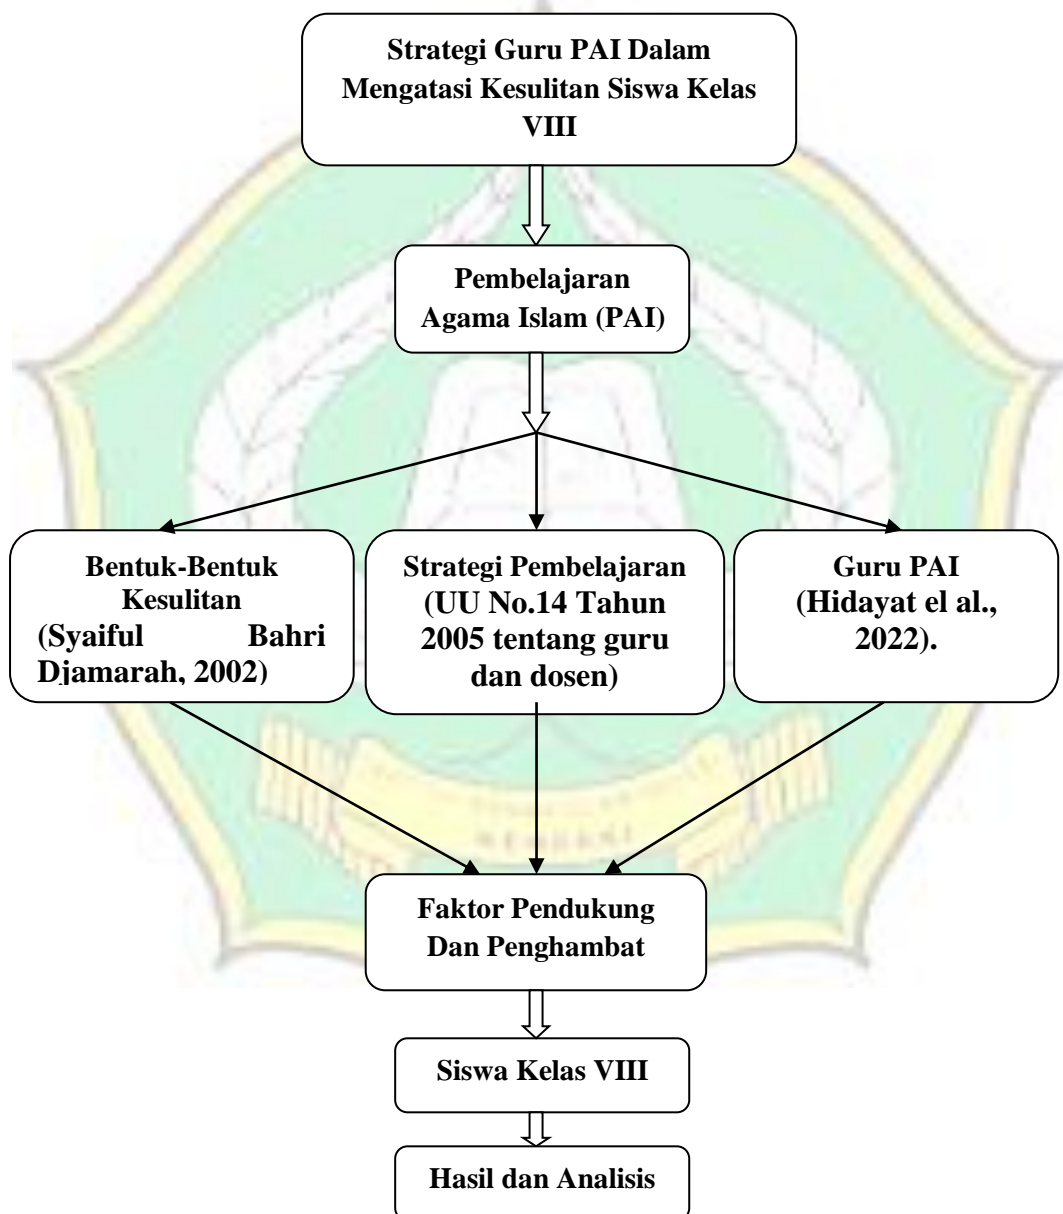 Strategi Guru PAI Dalam
Mengatasi Kesulitan Siswa Kelas
VIII
Pembelajaran
Agama Islam (PAI)
Bentuk-Bentuk
Kesulitan
(Syaiful Bahri
Djamarah, 2002)
Strategi Pembelajaran
(UU No.14 Tahun
2005 tentang guru
dan dosen)
Guru PAI
(Hidayat el al.,
2022).
Faktor Pendukung
Dan Penghambat
Siswa Kelas VIII
Hasil dan Analisis